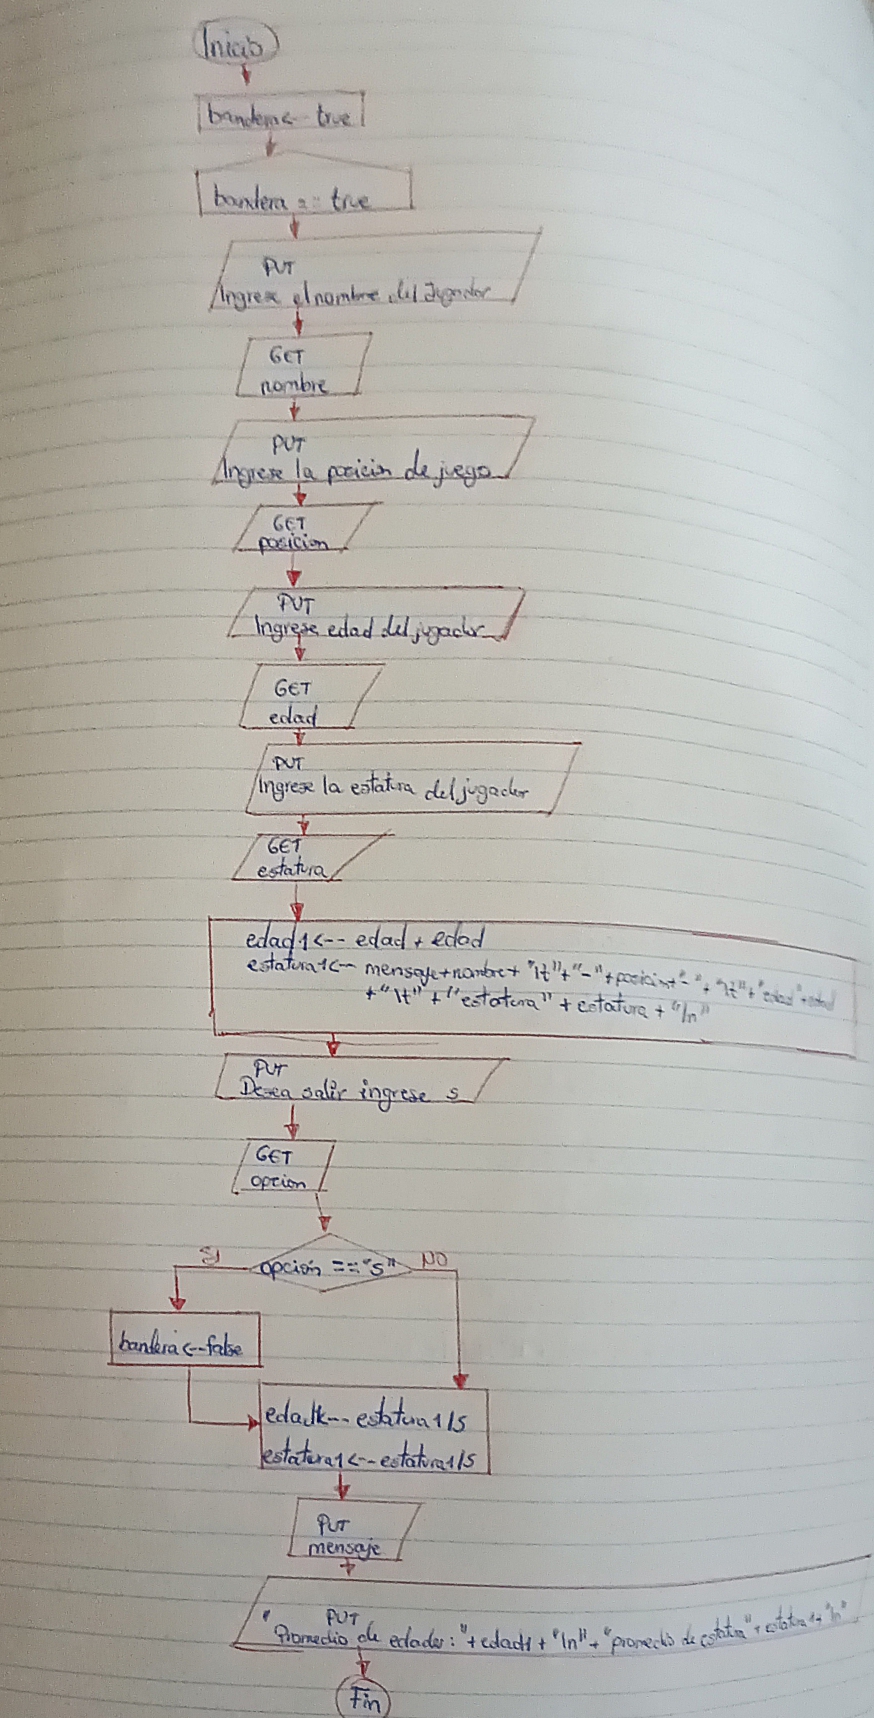 Inicio
bandera<-- true
bandera == true
PUT
Ingrese el nombre del Jugador
GET
nombre
PUT
Ingrese la posicion de juego
GET
posicion
PUT
Ingrese edad del jugador
GET
edad
PUT
Ingrese la estatura del jugador
GET
estatura
edad1<-- edad + edad
estatura1<-- mensaje+nombre+ "\t"+"-"+posicion+"-"+"\t"+"edad"+edad
+"\t" + "estatura" + estatura + "/n"
PUT
Desea salir ingrese s
GET
opcion
opción =="s"
SI
NO
bandera<--false
edad1<-- estatura1/5
estatura1<--estatura1/5
PUT
mensaje
PUT
"Promedio de edades:"+edad1+"\n"+"promedio de estatura"+estatura1+"\n"
Fin